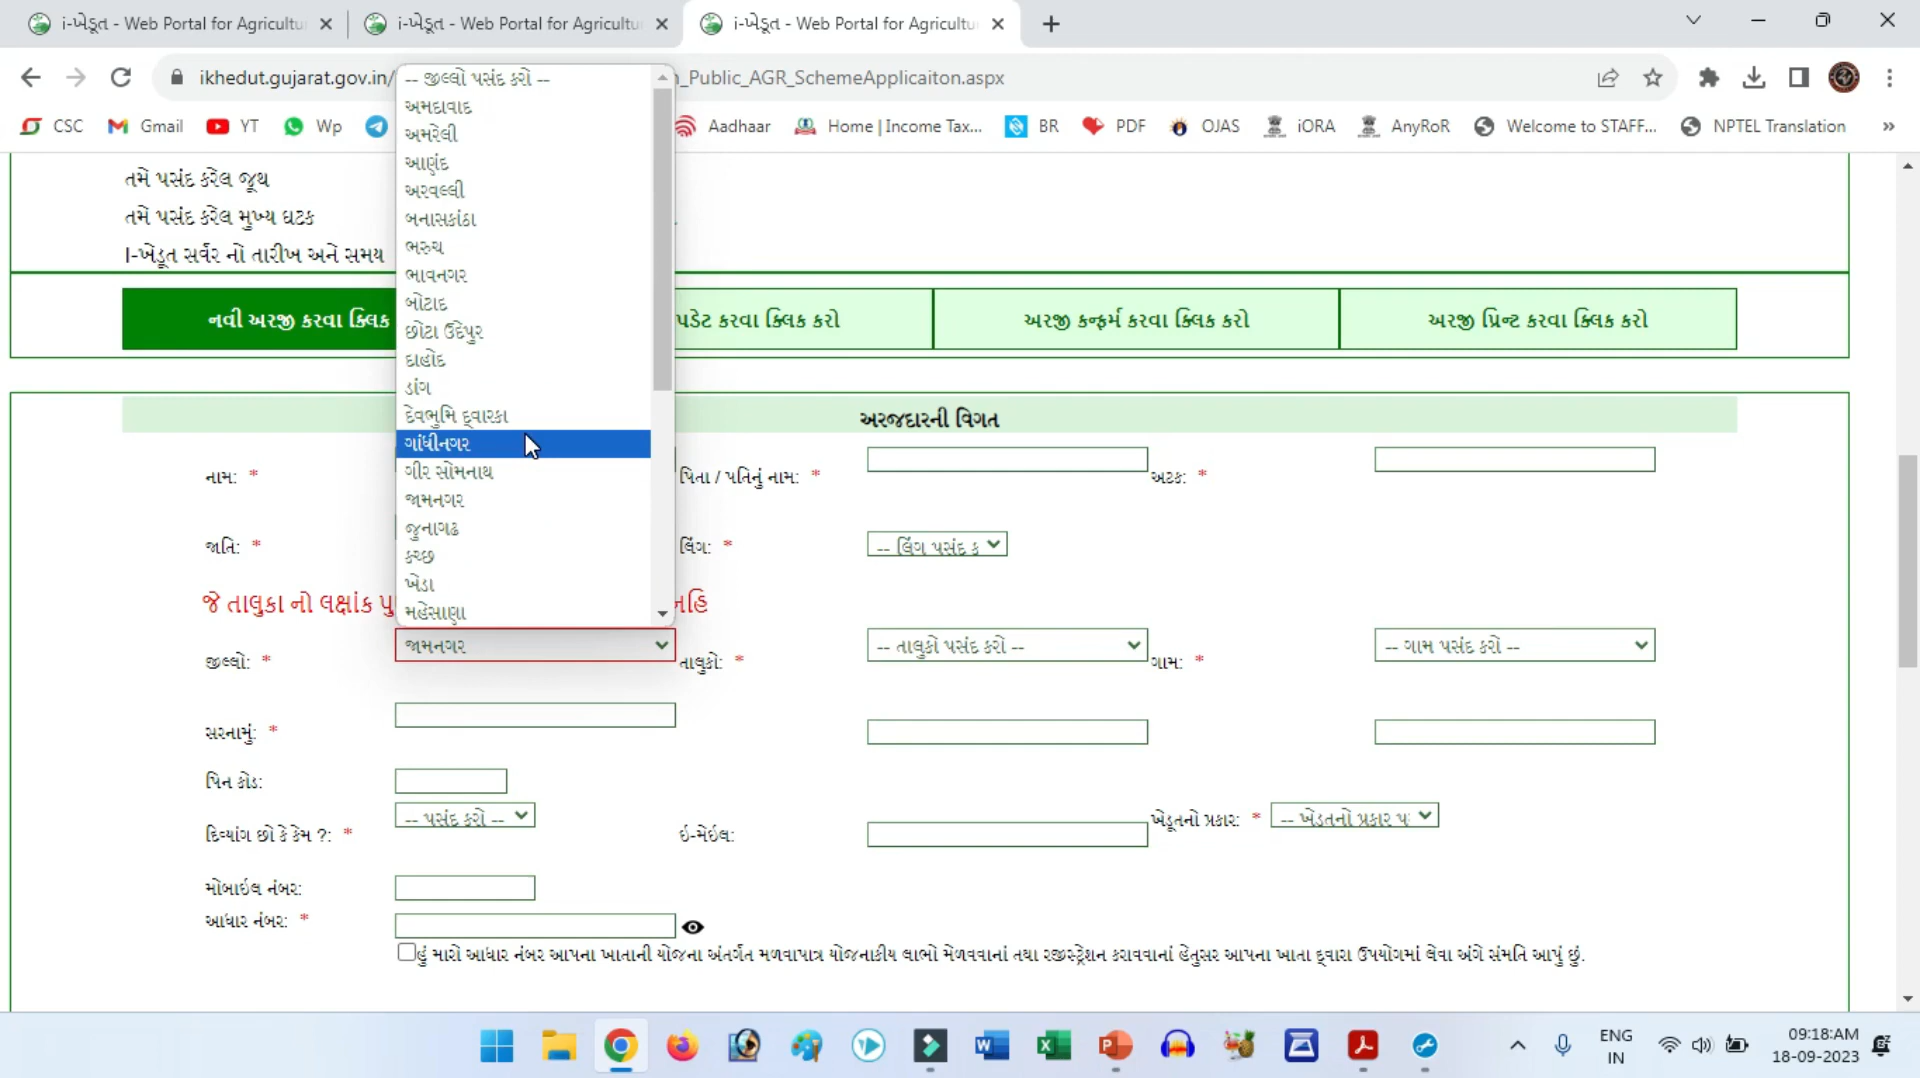 i-ખેડૂત - Web Portal for Agricultu
i-ખેડૂત - Web Portal for Agricultu
i-ખેડૂત - Web Portal for Agricultu
ikhedut.gujarat.gov.in/
_Public_AGR_SchemeApplicaiton.aspx
CSC
Gmail
YT
Wp
Aadhaar
Home | Income Tax...
BR
PDF
OJAS
iORA
AnyRoR
Welcome to STAFF...
NPTEL Translation
»
-- જીલ્લો પસંદ કરો --
અમદાવાદ
અમરેલી
આણંદ
અરવલ્લી
બનાસકાંઠા
ભરુચ
ભાવનગર
બોટાદ
છોટા ઉદેપુર
દાહોદ
ડાંગ
દેવભુમિ દ્વારકા
ગાંધીનગર
ગીર સોમનાથ
જામનગર
જુનાગઢ
કચ્છ
ખેડા
મહેસાણા
તમે પસંદ કરેલ જૂથ
તમે પસંદ કરેલ મુખ્ય ઘટક
I-ખેડૂત સર્વર નો તારીખ અને સમય
નવી અરજી કરવા ક્લિક
પડેટ કરવા ક્લિક કરો
અરજી કન્ફર્મ કરવા ક્લિક કરો
અરજી પ્રિન્ટ કરવા ક્લિક કરો
અરજદારની વિગત
નામ: *
પિતા / પતિનું નામ: *
અટક: *
જાતિ: *
લિંગ: *
-- લિંગ પસંદ ક
જે તાલુકા નો લક્ષાંક પુ
નહિ
જીલ્લો: *
જામનગર
તાલુકો: *
-- તાલુકો પસંદ કરો --
ગામ: *
-- ગામ પસંદ કરો --
સરનામું: *
પિન કોડ:
દિવ્યાંગ છો કે કેમ ?: *
-- પસંદ કરો --
ઇ-મેઇલ:
ખેડૂતનો પ્રકાર: *
-- ખેડૂતનો પ્રકાર પ
મોબાઇલ નંબર:
આધાર નંબર: *
હું મારો આધાર નંબર આપના ખાતાની યોજના અંતર્ગત મળવાપાત્ર યોજનાકીય લાભો મેળવવાનાં તથા રજીસ્ટ્રેશન કરાવવાનાં હેતુસર આપના ખાતા દ્વારા ઉપયોગમાં લેવા અંગે સંમતિ આપું છું.
ENG
IN
09:18:AM
18-09-2023